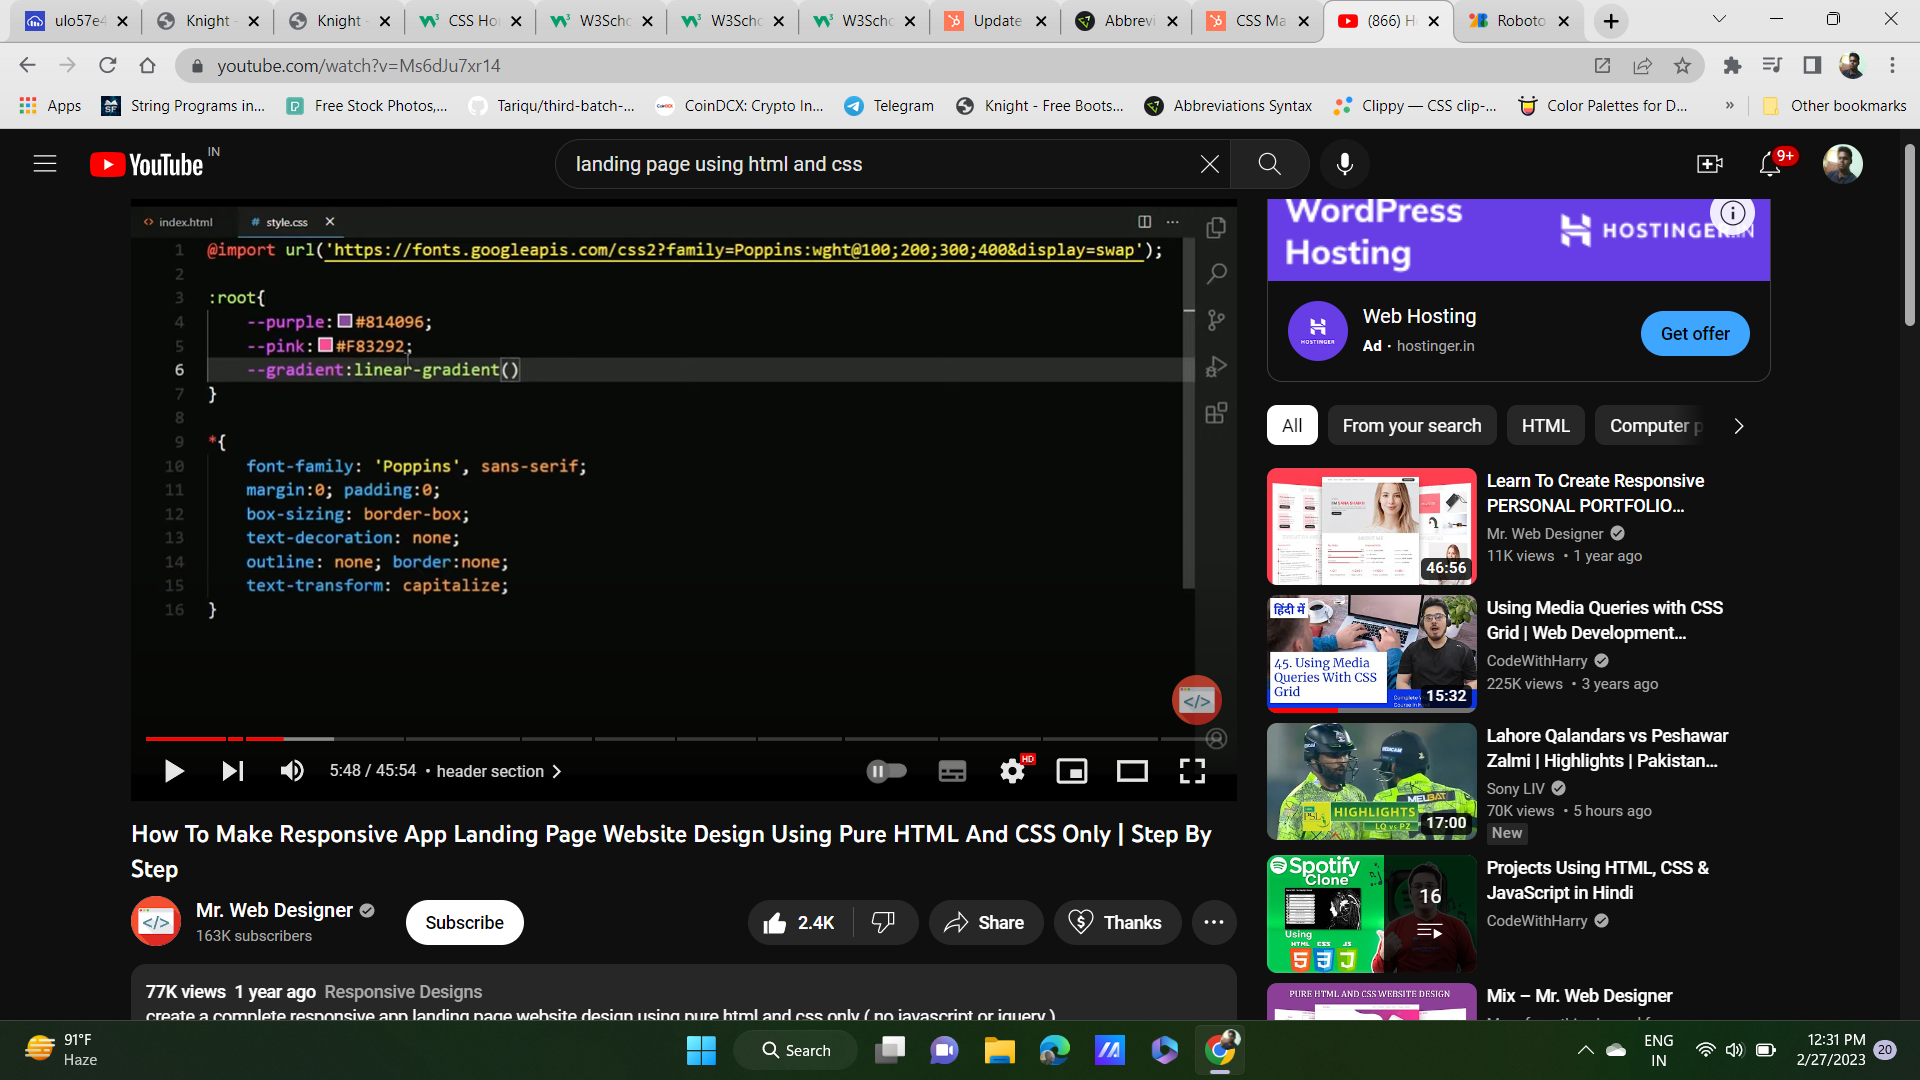 ulo57e4
Knight
Knight
CSS Ho
W3Scho
W3Scho
W3Scho
Update
Abbrevi
CSS Ma
(866) H
Roboto
youtube.com/watch?v=Ms6dJu7xr14
Apps
String Programs in...
Free Stock Photos,...
Tariqu/third-batch-...
CoinDCX: Crypto In...
Telegram
Knight - Free Boots...
Abbreviations Syntax
Clippy — CSS clip-...
Color Palettes for D...
»
Other bookmarks
YouTube IN
landing page using html and css
9+
index.html
# style.css
1 @import url('https://fonts.googleapis.com/css2?family=Poppins:wght@100;200;300;400&display=swap');
2
3 :root{
4 --purple:#814096;
5 --pink:#F83292;
6 --gradient:linear-gradient()
7 }
8
9 *{
10 font-family: 'Poppins', sans-serif;
11 margin:0; padding:0;
12 box-sizing: border-box;
13 text-decoration: none;
14 outline: none; border:none;
15 text-transform: capitalize;
16 }
</>
5:48 / 45:54 • header section
HD
How To Make Responsive App Landing Page Website Design Using Pure HTML And CSS Only | Step By
Step
</>
Mr. Web Designer
163K subscribers
Subscribe
2.4K
Share
Thanks
77K views 1 year ago Responsive Designs
create a complete responsive app landing page website design using pure html and css only ( no javascript or jquery )
WordPress
Hosting
HOSTINGER.IN
HOSTINGER
Web Hosting
Ad • hostinger.in
Get offer
All
From your search
HTML
Computer p
46:56
Learn To Create Responsive
PERSONAL PORTFOLIO...
Mr. Web Designer
11K views • 1 year ago
हिंदी में
45. Using Media
Queries With CSS
Grid
15:32
Using Media Queries with CSS
Grid | Web Development...
CodeWithHarry
225K views • 3 years ago
HIGHLIGHTS
LQ vs PZ
17:00
Lahore Qalandars vs Peshawar
Zalmi | Highlights | Pakistan...
Sony LIV
70K views • 5 hours ago
New
Spotify
Clone
Using
HTML CSS JS
16
Projects Using HTML, CSS &
JavaScript in Hindi
CodeWithHarry
PURE HTML AND CSS WEBSITE DESIGN
Mix – Mr. Web Designer
91°F
Haze
Search
ENG
IN
12:31 PM
2/27/2023
20